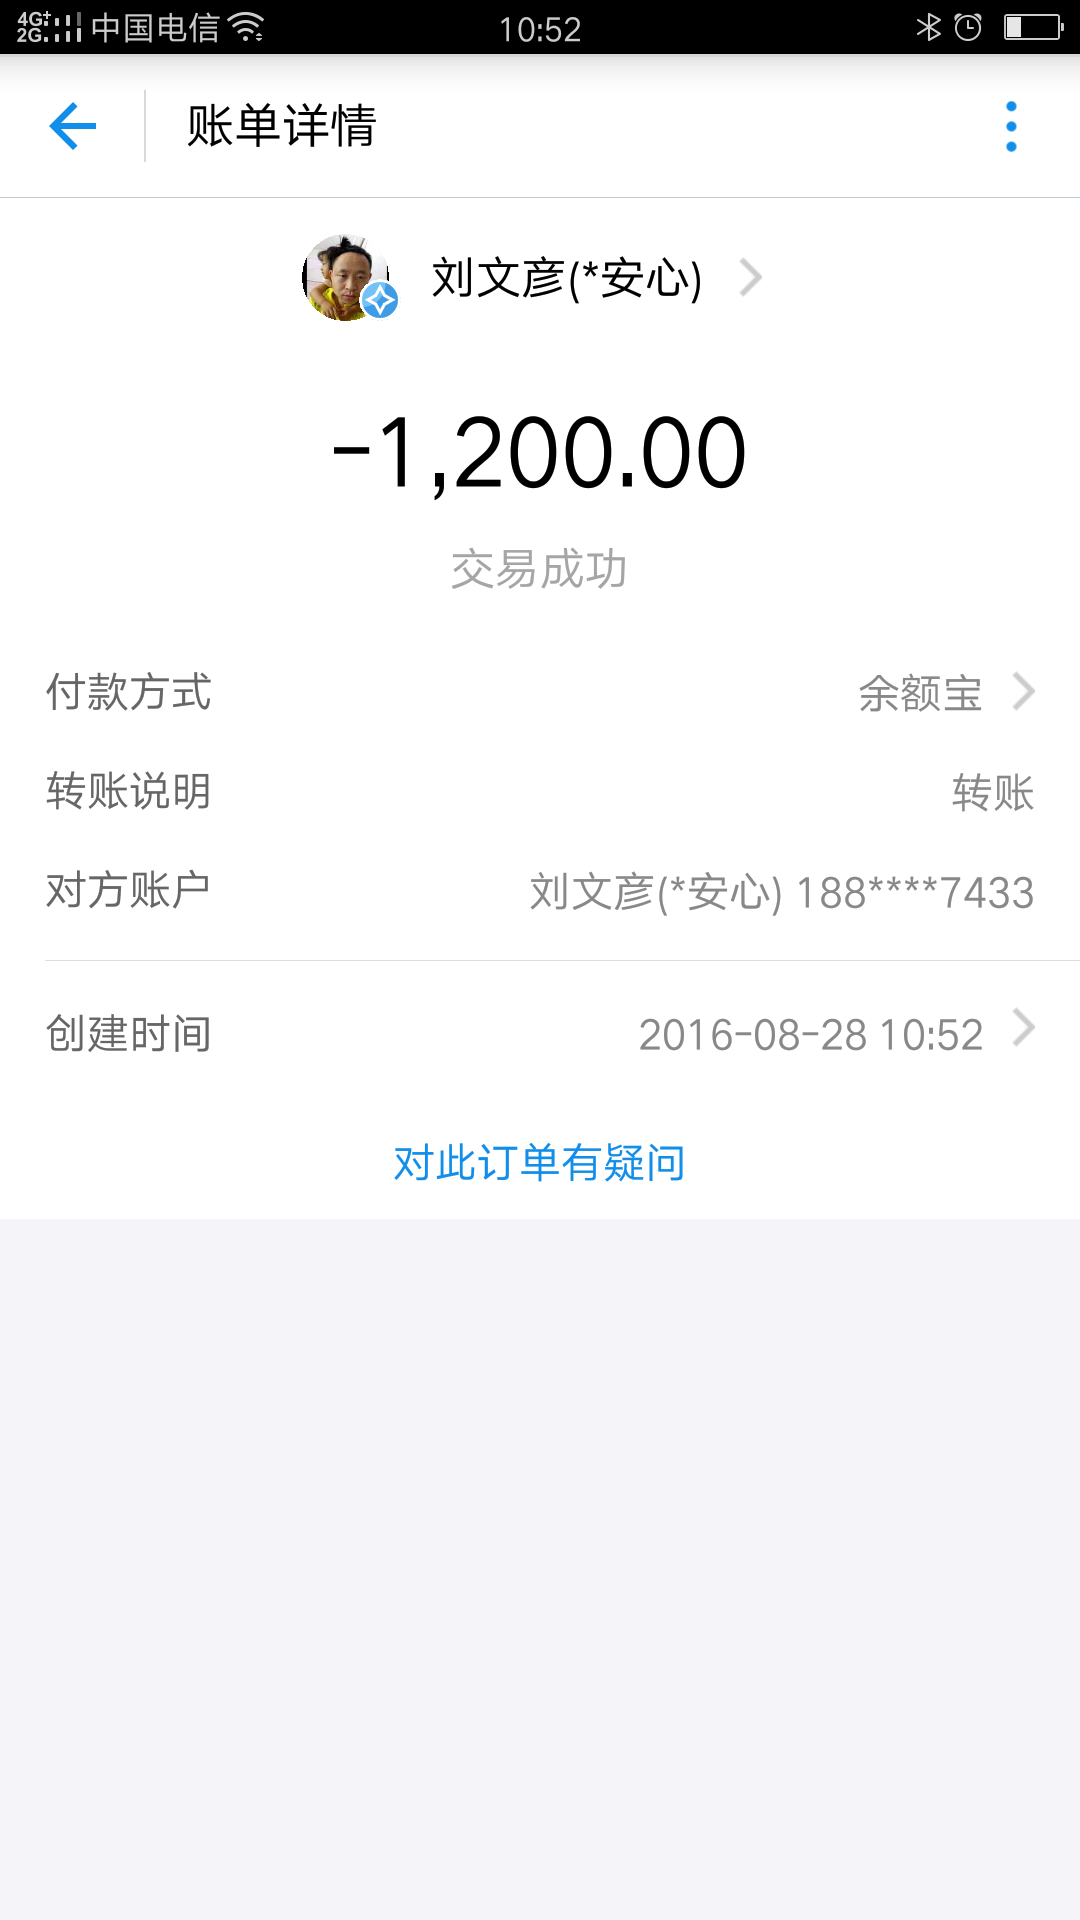 4G+ 2G 中国电信 10:52
账单详情
刘文彦(*安心)
-1,200.00
交易成功
付款方式 余额宝
转账说明 转账
对方账户 刘文彦(*安心) 188****7433
创建时间 2016-08-28 10:52
对此订单有疑问